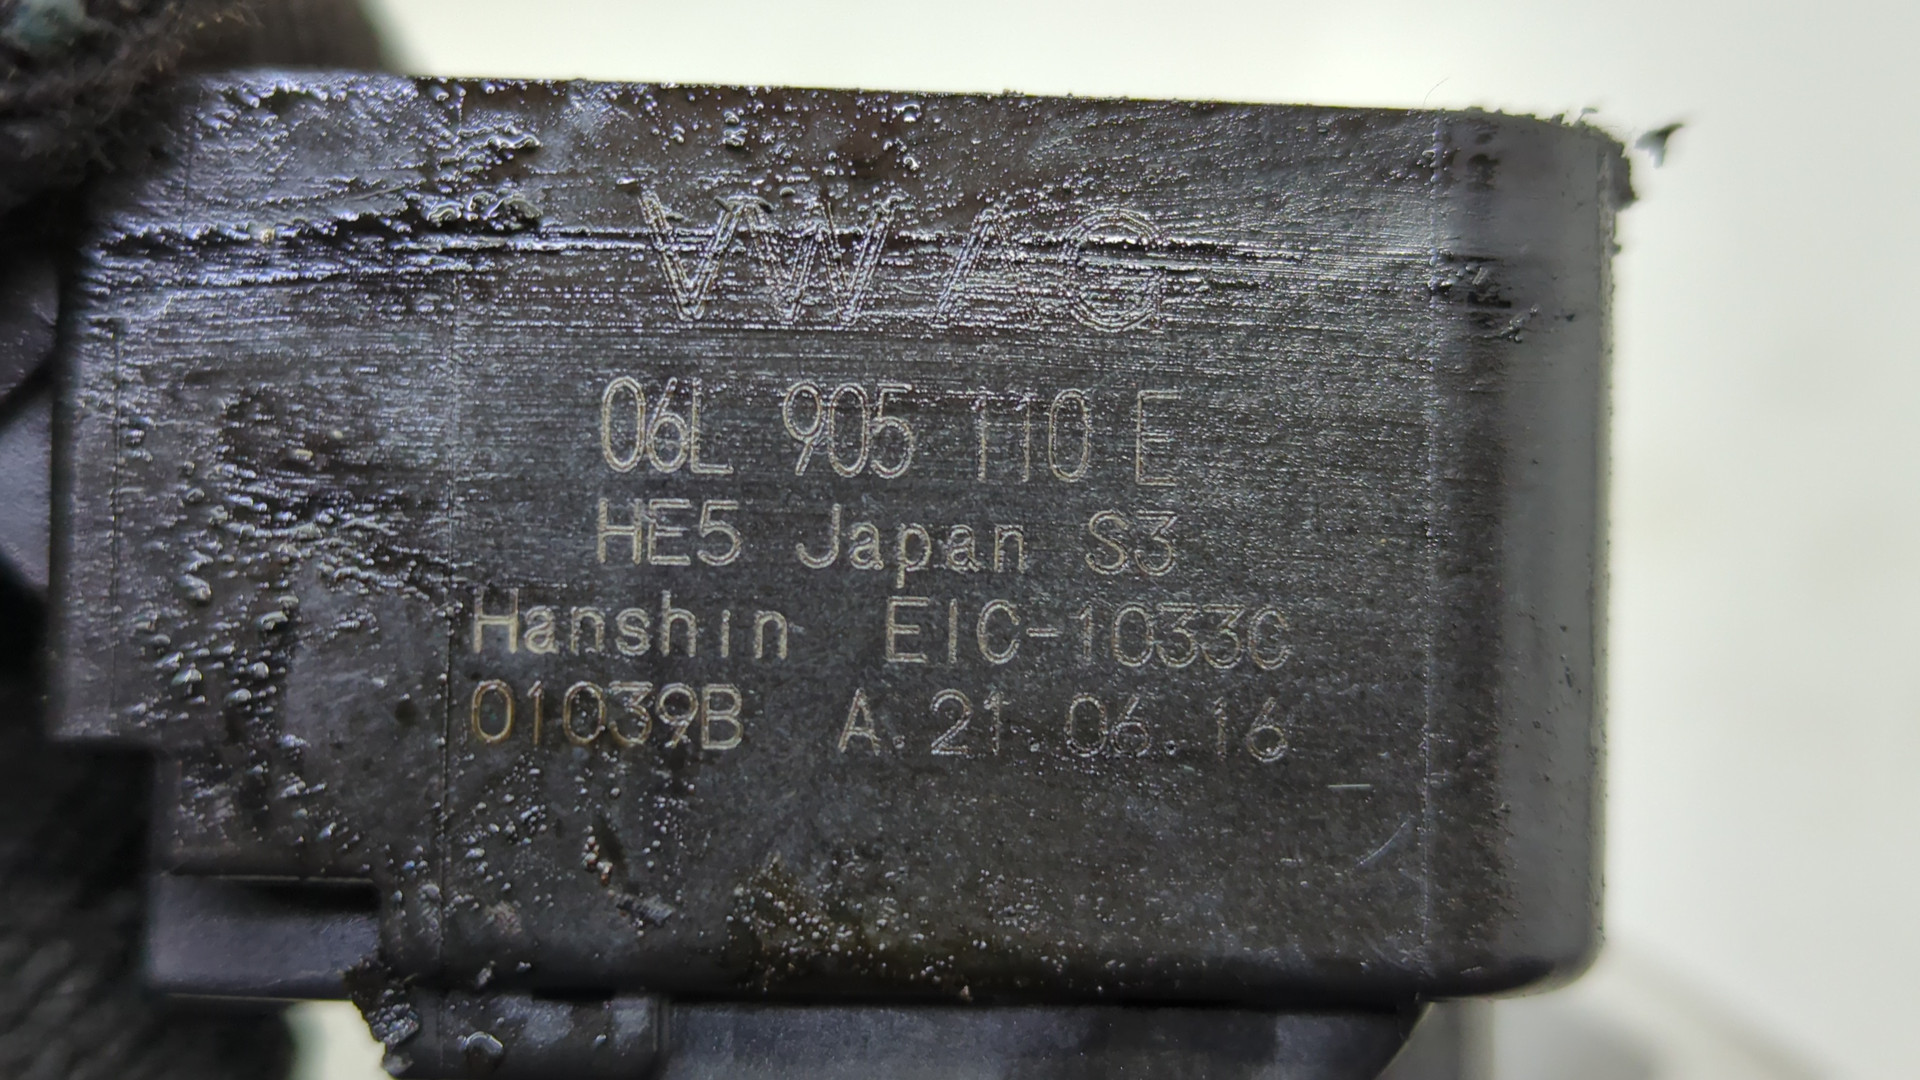 VW AG
06L 905 110 E
HE5 Japan S3
Hanshin EIC-1033C
01039B A.21.06.16